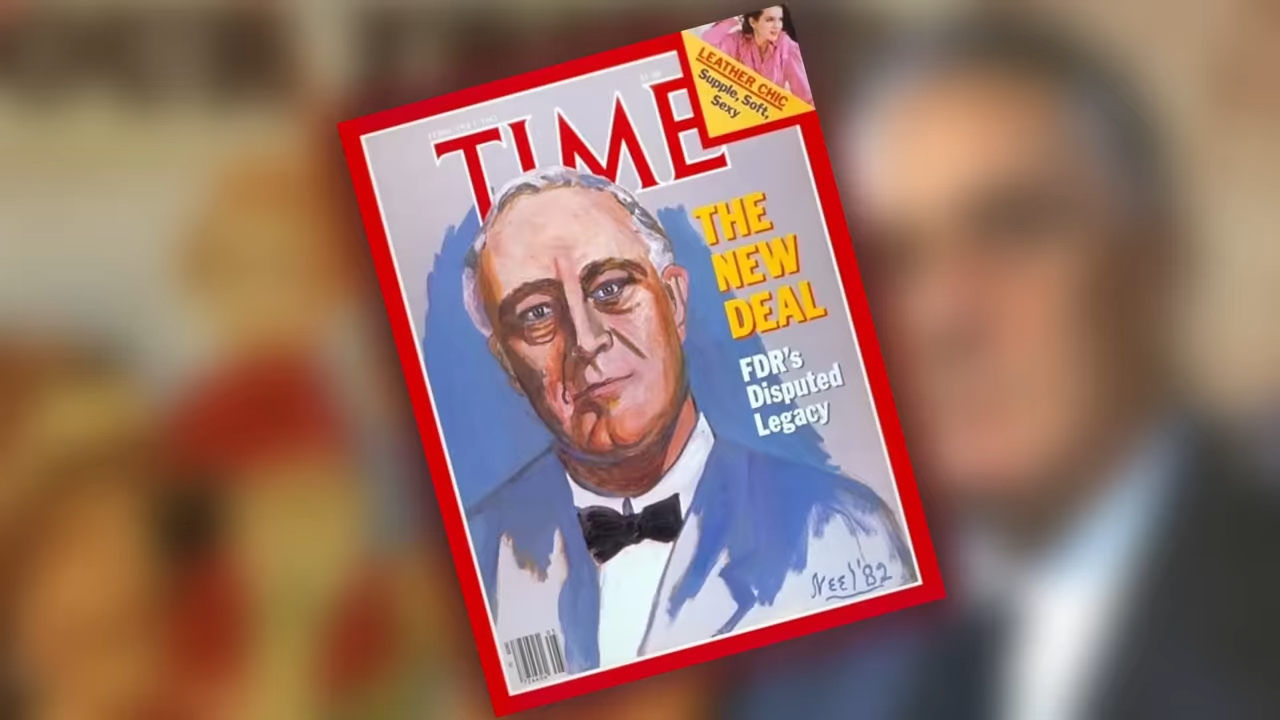 TIME
LEATHER CHIC
Supple, Soft,
Sexy
THE
NEW
DEAL
FDR's
Disputed
Legacy
Neel '82